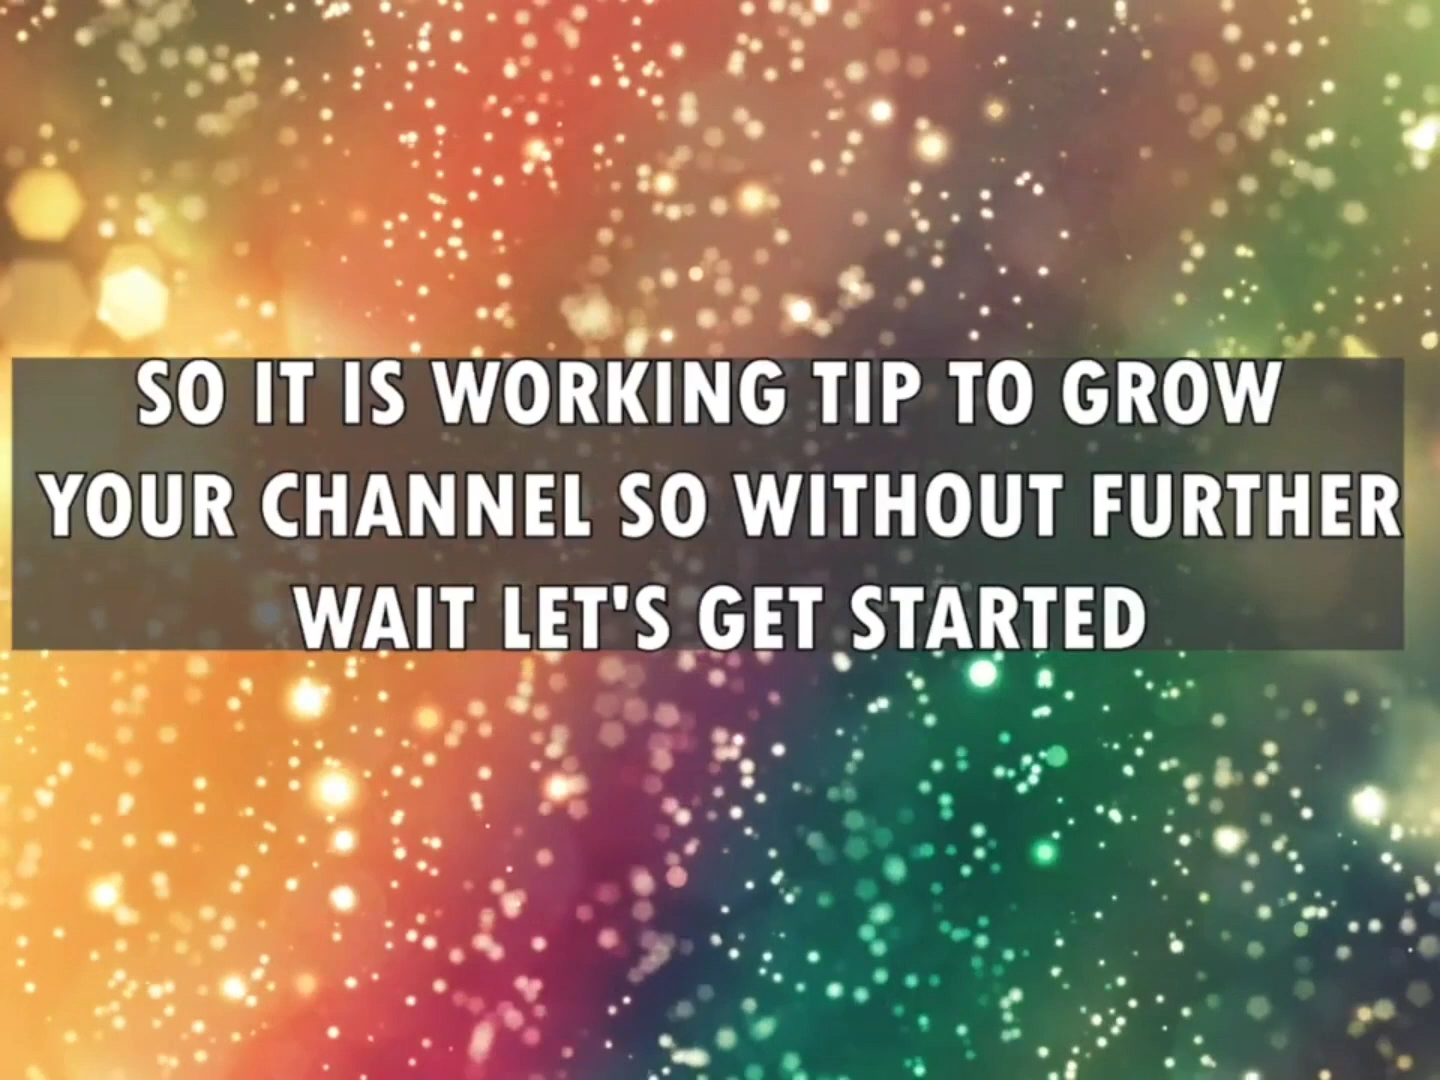 SO IT IS WORKING TIP TO GROW
YOUR CHANNEL SO WITHOUT FURTHER
WAIT LET'S GET STARTED